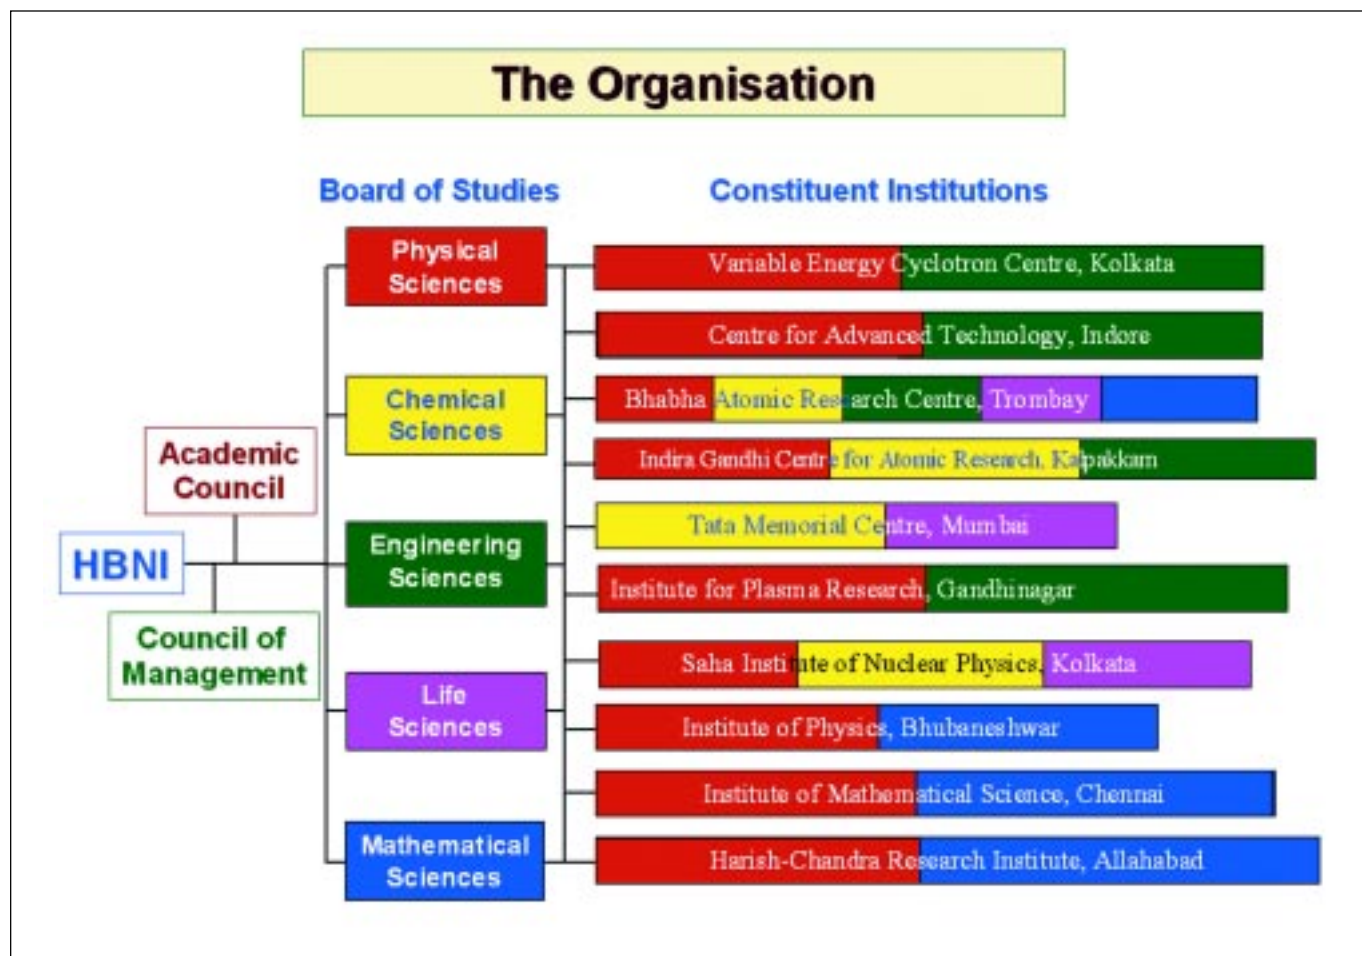 The Organisation
Board of Studies
Constituent Institutions
Physical
Sciences
Chemical
Sciences
Engineering
Sciences
Life
Sciences
Mathematical
Sciences
Academic
Council
HBNI
Council of
Management
Variable Energy Cyclotron Centre, Kolkata
Centre for Advanced Technology, Indore
Bhabha Atomic Research Centre, Trombay
Indira Gandhi Centre for Atomic Research, Kalpakkam
Tata Memorial Centre, Mumbai
Institute for Plasma Research, Gandhinagar
Saha Institute of Nuclear Physics, Kolkata
Institute of Physics, Bhubaneshwar
Institute of Mathematical Science, Chennai
Harish-Chandra Research Institute, Allahabad